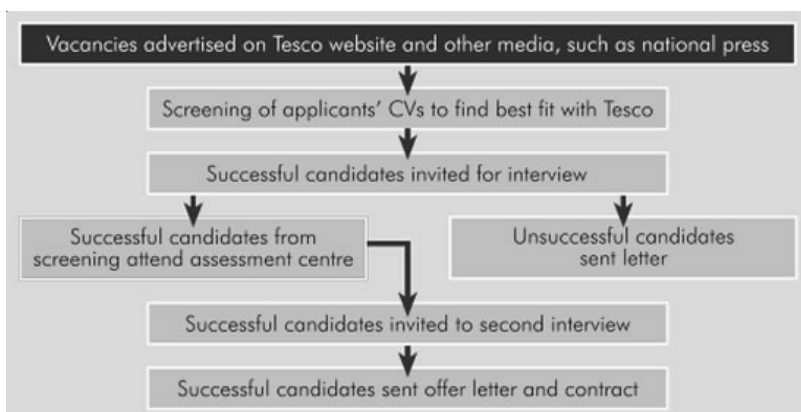 Vacancies advertised on Tesco website and other media, such as national press
Screening of applicants' CVs to find best fit with Tesco
Successful candidates invited for interview
Successful candidates from
screening attend assessment centre
Unsuccessful candidates
sent letter
Successful candidates invited to second interview
Successful candidates sent offer letter and contract